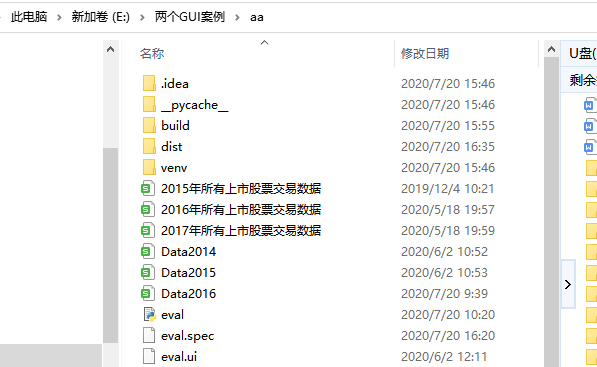 此电脑 > 新加卷 (E:) > 两个GUI案例 > aa
名称 修改日期 U盘(
剩余
.idea 2020/7/20 15:46
__pycache__ 2020/7/20 15:46
build 2020/7/20 15:55
dist 2020/7/20 16:35
venv 2020/7/20 15:46
2015年所有上市股票交易数据 2019/12/4 10:21
2016年所有上市股票交易数据 2020/5/18 19:57
2017年所有上市股票交易数据 2020/5/18 19:59
Data2014 2020/6/2 10:52
Data2015 2020/6/2 10:53
Data2016 2020/7/20 9:39
eval 2020/7/20 10:20
eval.spec 2020/7/20 16:20
eval.ui 2020/6/2 12:11